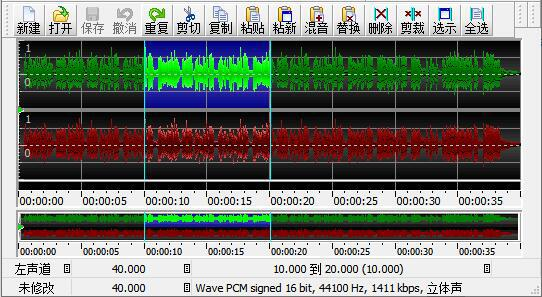 新建 打开 保存 撤消 重复 剪切 复制 粘贴 粘新 混音 替换 删除 剪裁 选示 全选
1
0
1
0
00:00:00 00:00:05 00:00:10 00:00:15 00:00:20 00:00:25 00:00:30 00:00:35
00:00:00 00:00:05 00:00:10 00:00:15 00:00:20 00:00:25 00:00:30 00:00:35
左声道 40.000 10.000 到 20.000 (10.000)
未修改 40.000 Wave PCM signed 16 bit, 44100 Hz, 1411 kbps, 立体声